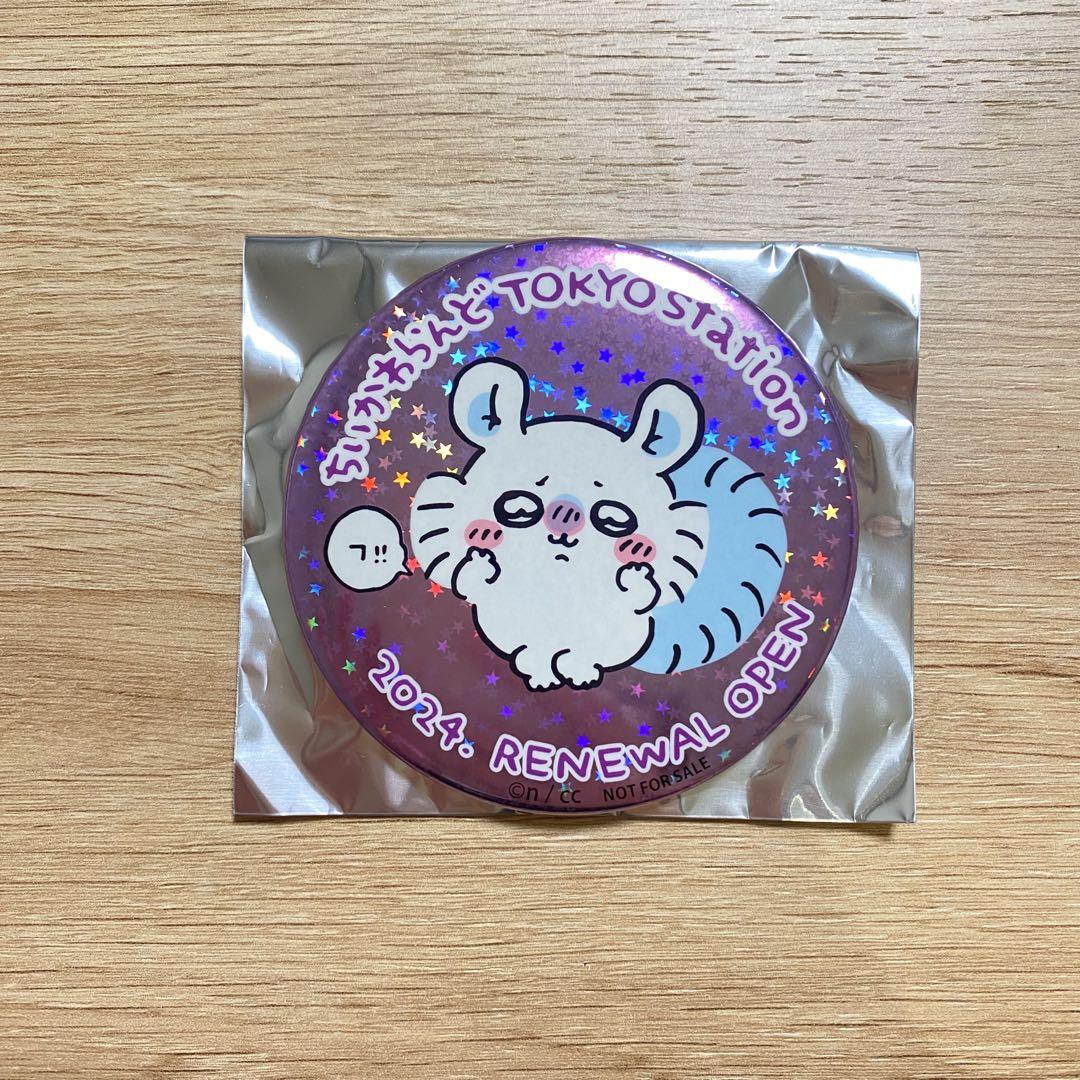 ちいかわらんど TOKYO Station
フ!!
2024. RENEWAL OPEN
©n / cc NOT FOR SALE